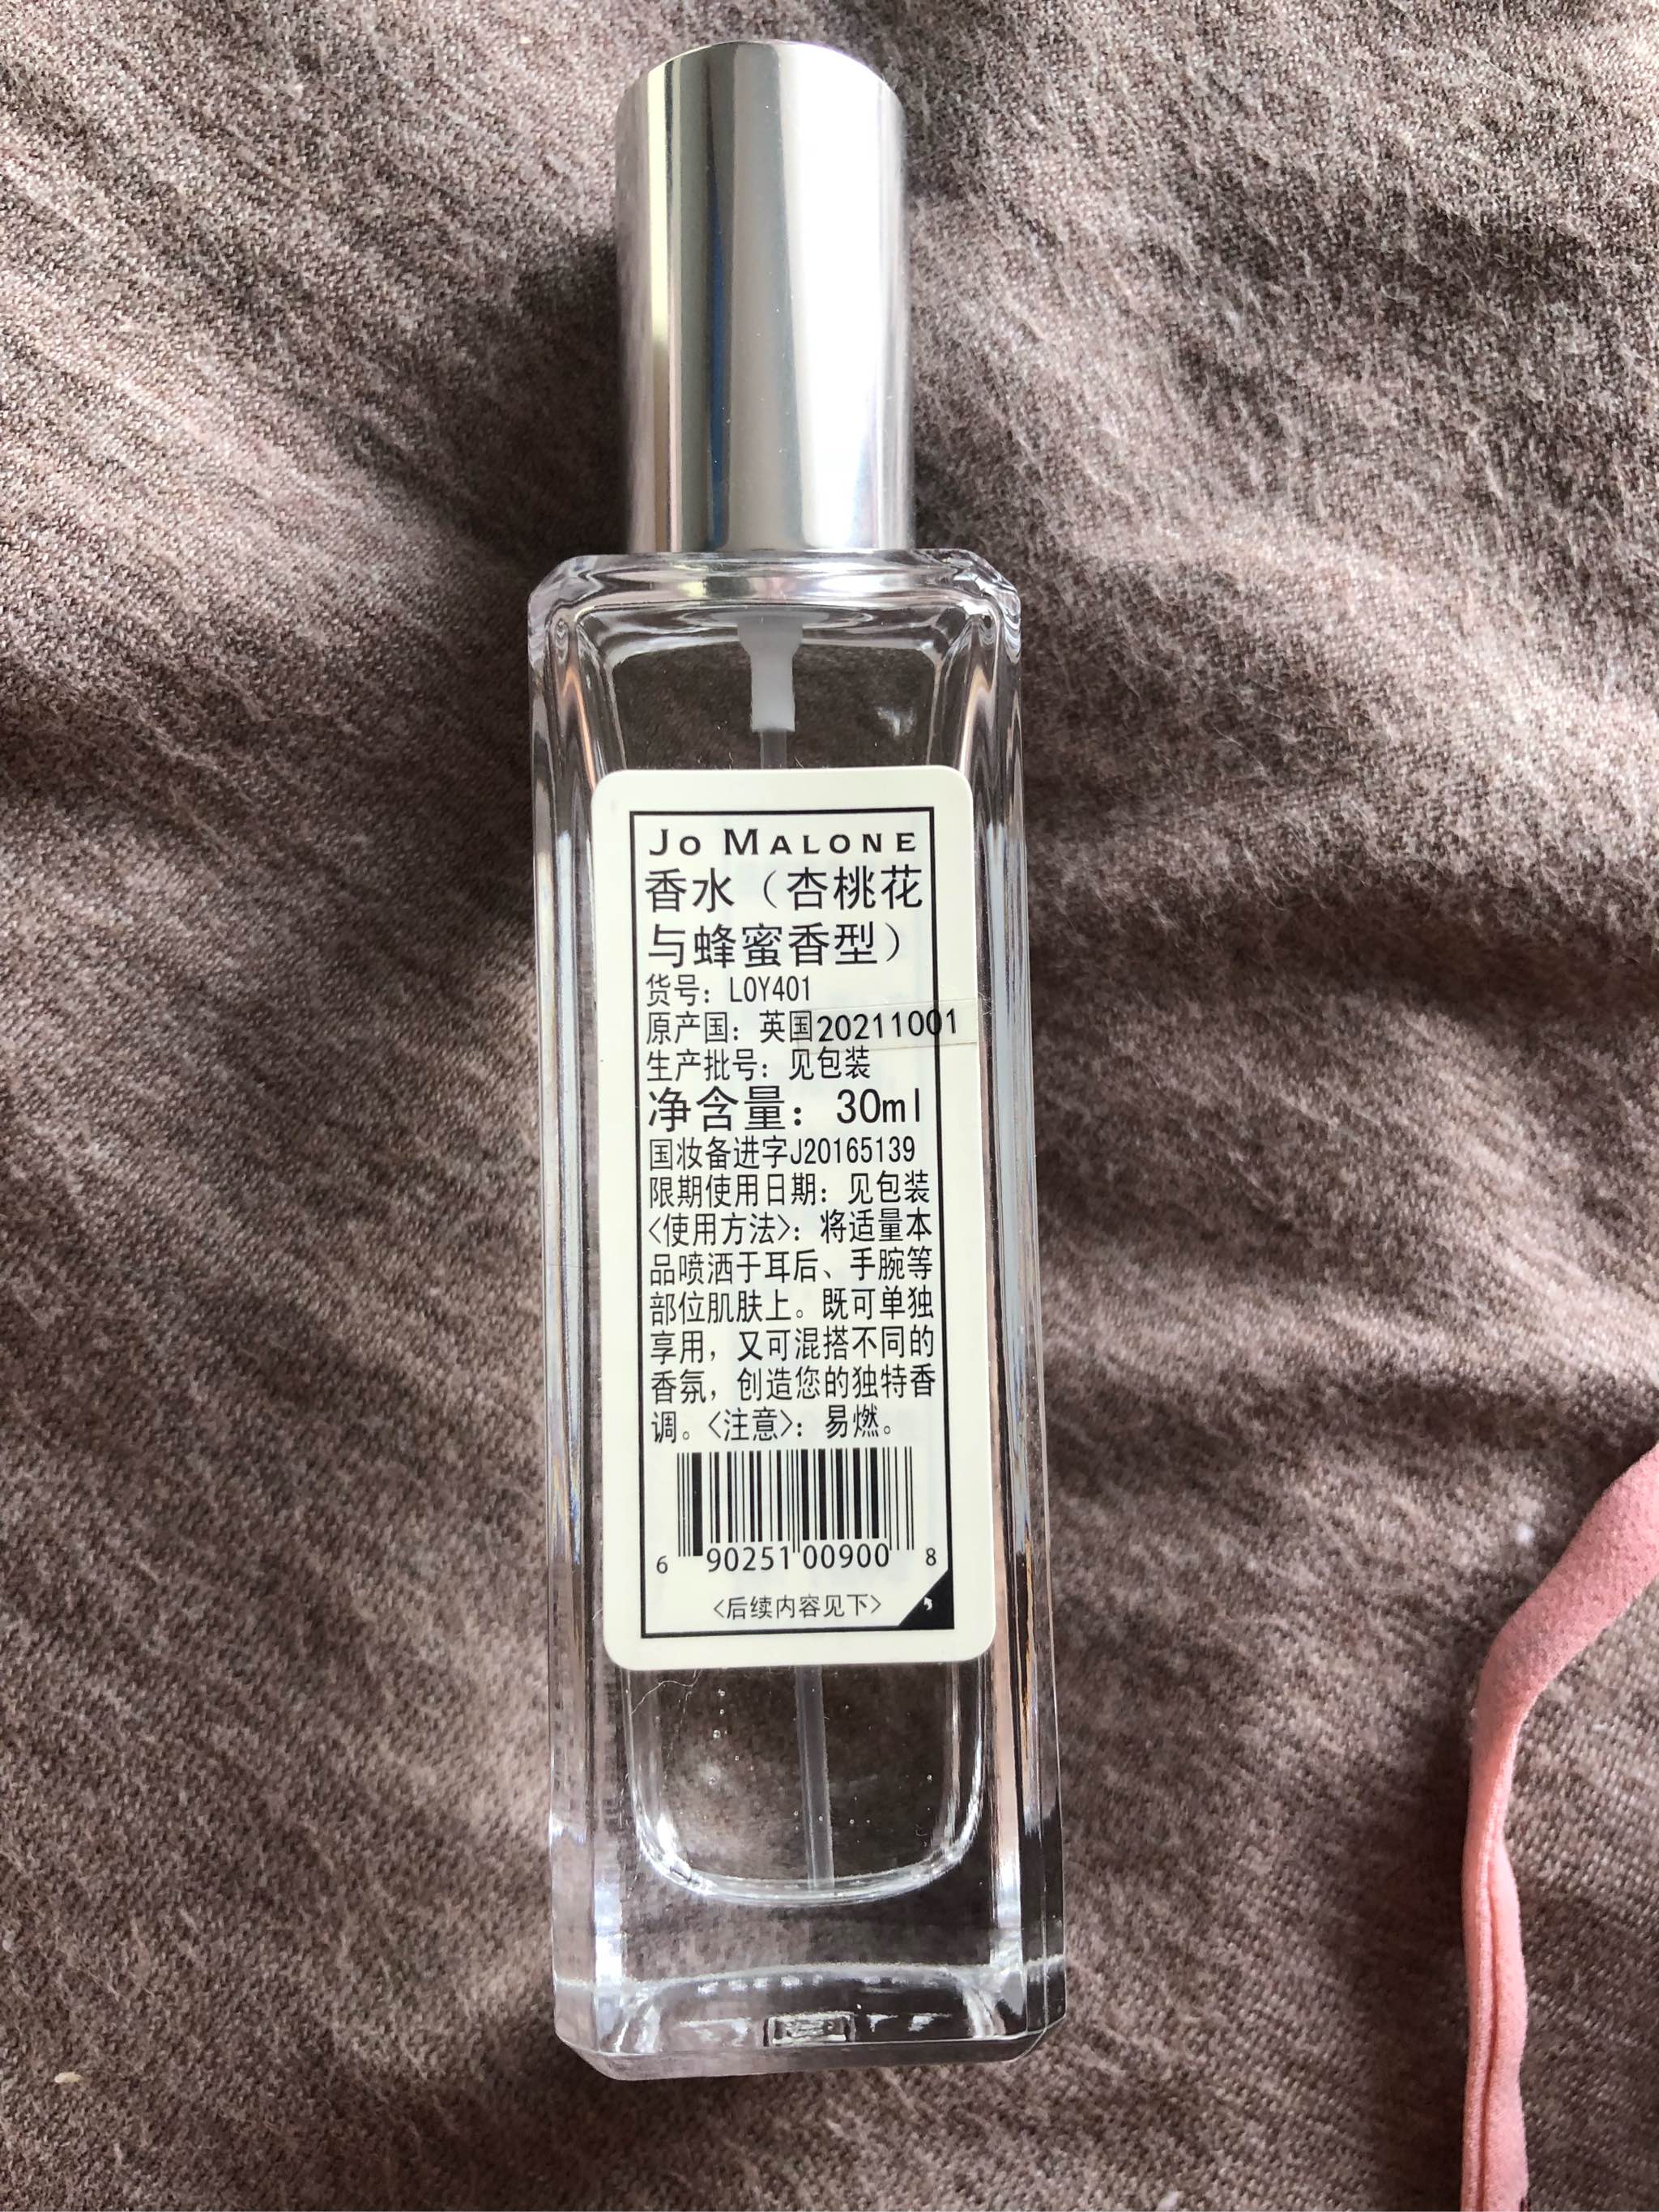 JO MALONE
香水（杏桃花
与蜂蜜香型）
货号：L0Y401
原产国：英国20211001
生产批号：见包装
净含量：30ml
国妆备进字J20165139
限期使用日期：见包装
<使用方法>：将适量本
品喷洒于耳后、手腕等
部位肌肤上。既可单独
享用，又可混搭不同的
香氛，创造您的独特香
调。<注意>：易燃。
6 90251 00900 8
<后续内容见下>